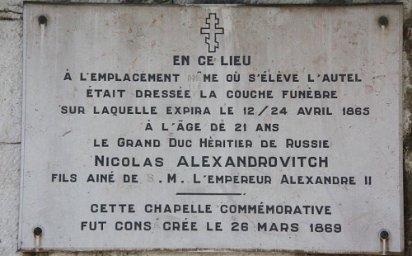 EN CE LIEU
À L'EMPLACEMENT MÊME OÙ S'ÉLÈVE L'AUTEL
ÉTAIT DRESSÉE LA COUCHE FUNÈBRE
SUR LAQUELLE EXPIRA LE 12/24 AVRIL 1865
À L'ÂGE DE 21 ANS
LE GRAND DUC HÉRITIER DE RUSSIE
NICOLAS ALEXANDROVITCH
FILS AINÉ DE S.M. L'EMPEREUR ALEXANDRE II
CETTE CHAPELLE COMMÉMORATIVE
FUT CONSACRÉE LE 26 MARS 1869